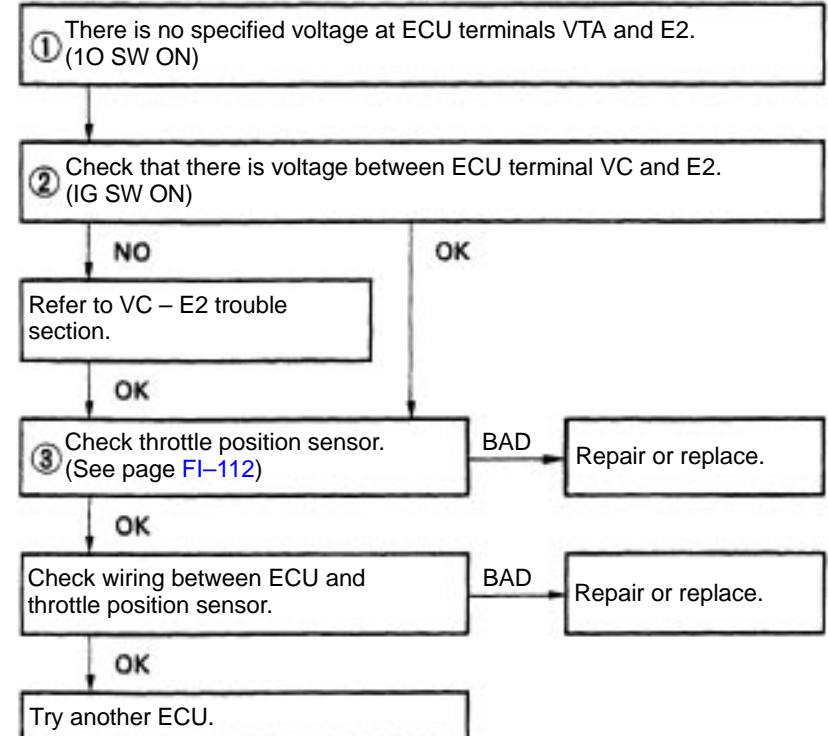 ① There is no specified voltage at ECU terminals VTA and E2.
(1O SW ON)
② Check that there is voltage between ECU terminal VC and E2.
(IG SW ON)
NO
OK
Refer to VC – E2 trouble
section.
OK
③ Check throttle position sensor.
(See page FI–112)
BAD
Repair or replace.
OK
Check wiring between ECU and
throttle position sensor.
BAD
Repair or replace.
OK
Try another ECU.